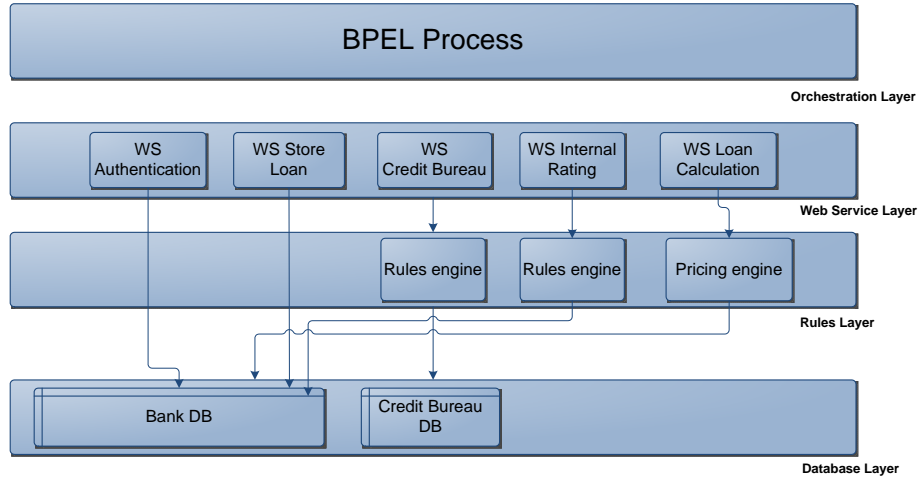 BPEL Process
Orchestration Layer
WS
Authentication
WS Store
Loan
WS
Credit Bureau
WS Internal
Rating
WS Loan
Calculation
Web Service Layer
Rules engine
Rules engine
Pricing engine
Rules Layer
Bank DB
Credit Bureau
DB
Database Layer